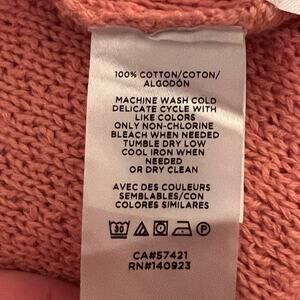 100% COTTON/COTON/
ALGODÓN
MACHINE WASH COLD
DELICATE CYCLE WITH
LIKE COLORS
ONLY NON-CHLORINE
BLEACH WHEN NEEDED
TUMBLE DRY LOW
COOL IRON WHEN
NEEDED
OR DRY CLEAN
AVEC DES COULEURS
SEMBLABLES/CON
COLORES SIMILARES
30 P
CA#57421
RN#140923